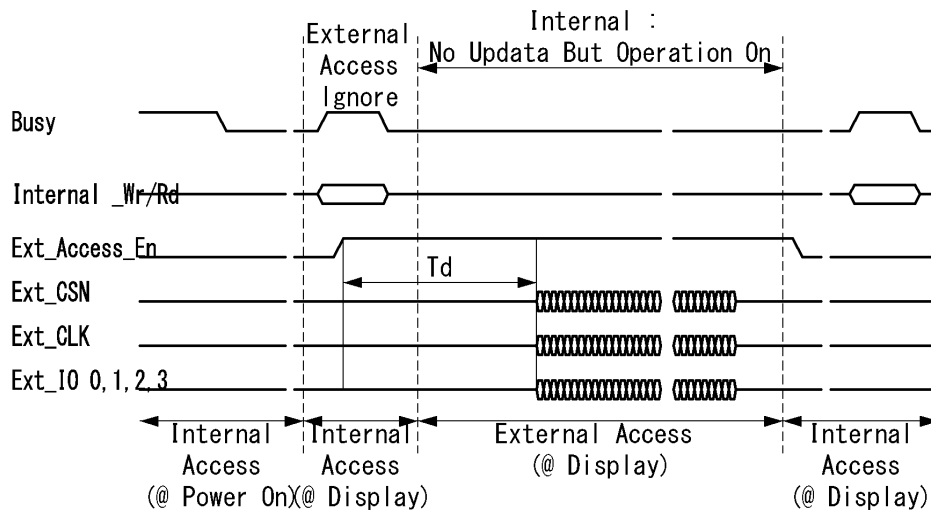 Internal :
No Updata But Operation On
External
Access
Ignore
Busy
Internal _Wr/Rd
Ext_Access_En
Td
Ext_CSN
Ext_CLK
Ext_IO 0,1,2,3
Internal
Access
(@ Power On)
Internal
Access
(@ Display)
External Access
(@ Display)
Internal
Access
(@ Display)